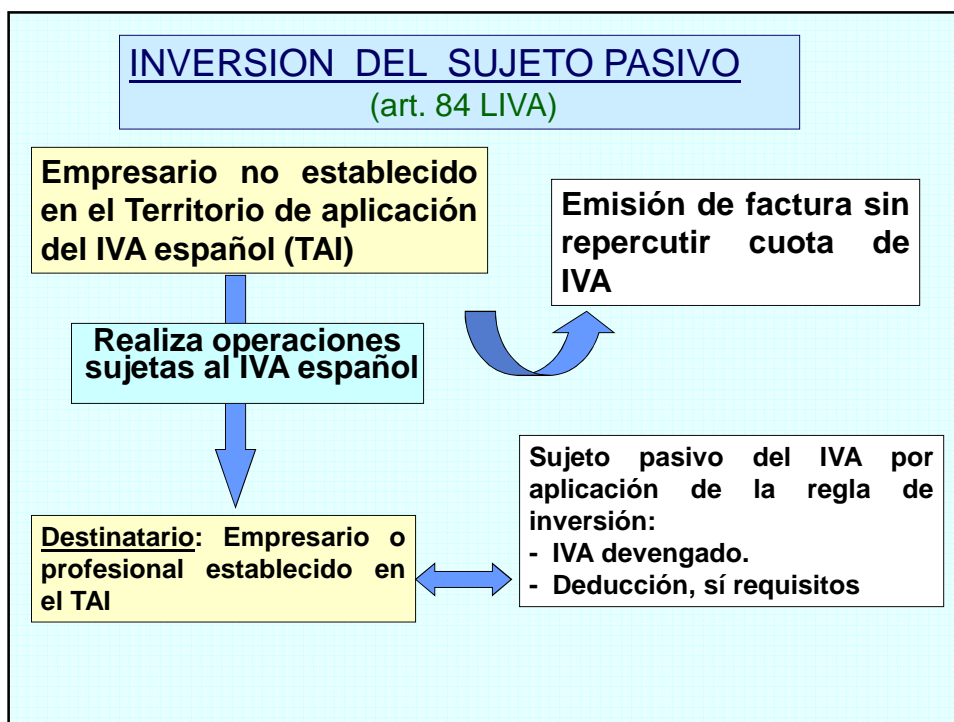 INVERSION DEL SUJETO PASIVO
(art. 84 LIVA)
Empresario no establecido
en el Territorio de aplicación
del IVA español (TAI)
Emisión de factura sin
repercutir cuota de
IVA
Realiza operaciones
sujetas al IVA español
Sujeto pasivo del IVA por
aplicación de la regla de
inversión:
- IVA devengado.
- Deducción, sí requisitos
Destinatario: Empresario o
profesional establecido en
el TAI